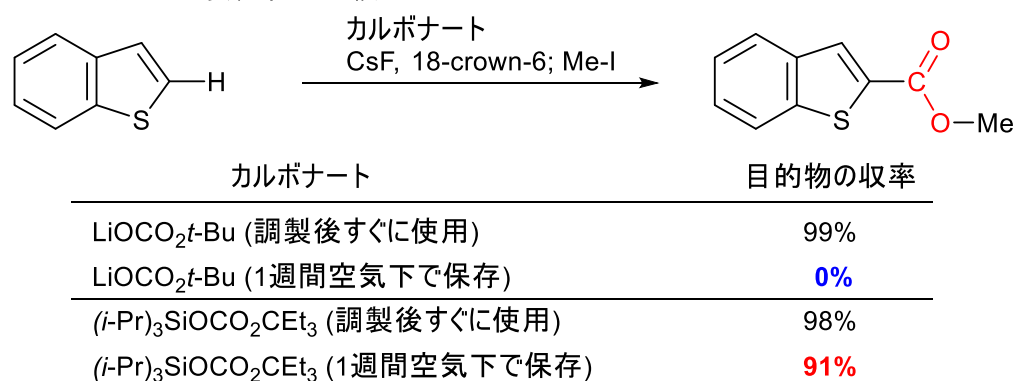 カルボナート
CsF, 18-crown-6; Me-I
H
S
O
C
O
Me
S
カルボナート 目的物の収率
LiOCO2t-Bu (調製後すぐに使用) 99%
LiOCO2t-Bu (1週間空気下で保存) 0%
(i-Pr)3SiOCO2CEt3 (調製後すぐに使用) 98%
(i-Pr)3SiOCO2CEt3 (1週間空気下で保存) 91%